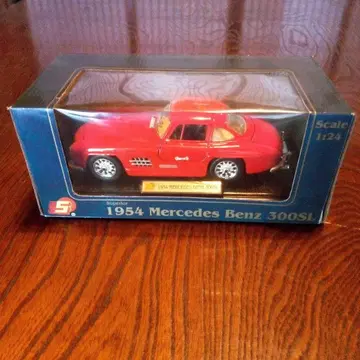 Scale
1:24
S
Superior
1954 Mercedes Benz 300SL